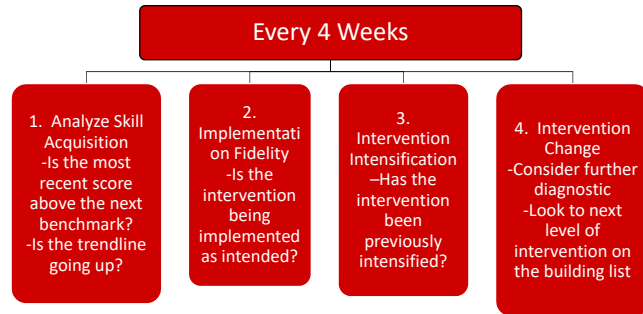 Every 4 Weeks
1. Analyze Skill
Acquisition
-Is the most
recent score
above the next
benchmark?
-Is the trendline
going up?
2.
Implementati
on Fidelity
-Is the
intervention
being
implemented
as intended?
3.
Intervention
Intensification
–Has the
intervention
been
previously
intensified?
4. Intervention
Change
-Consider further
diagnostic
-Look to next
level of
intervention on
the building list